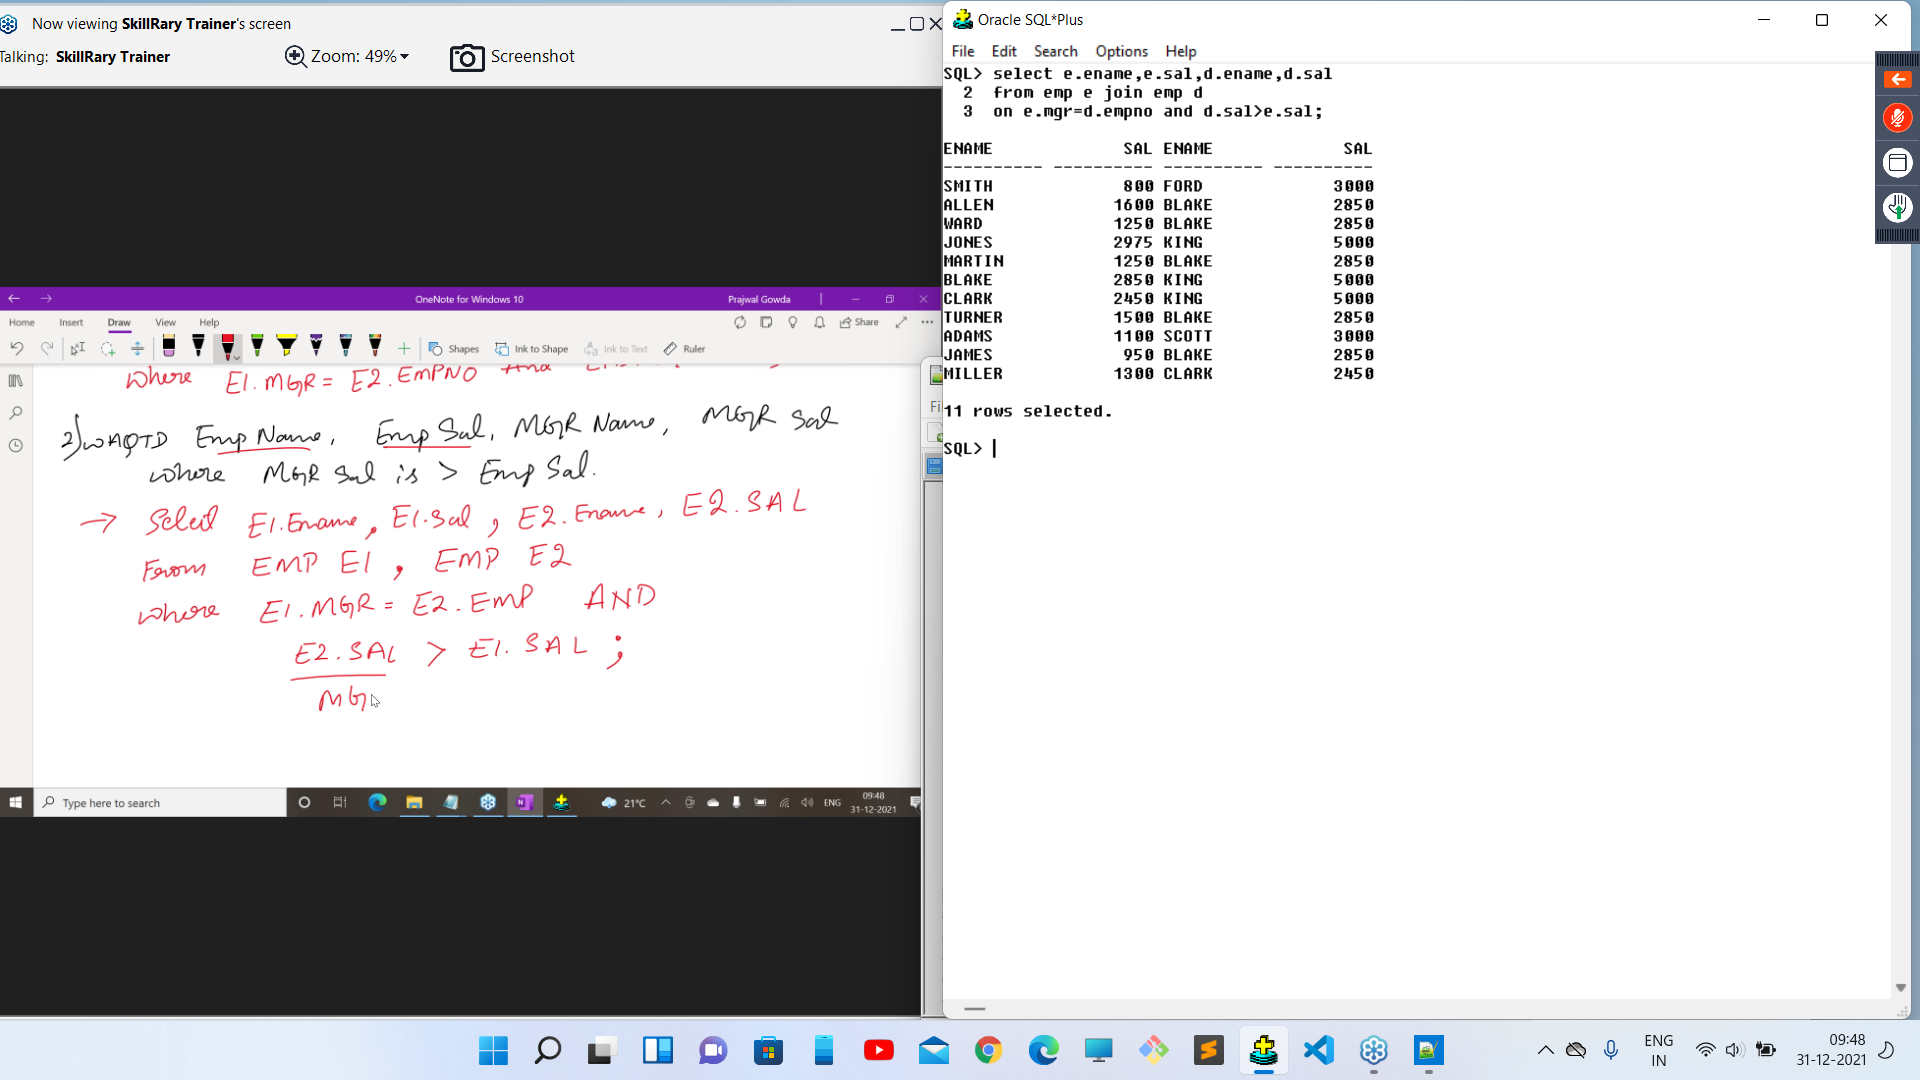 Now viewing SkillRary Trainer's screen
Talking: SkillRary Trainer
Zoom: 49%
Screenshot
OneNote for Windows 10
Prajwal Gowda
Home Insert Draw View Help
Share
Shapes Ink to Shape Ink to Text Ruler
where E1.MGR = E2.EMPNO And
2) WAQTD Emp Name, Emp Sal, MGR Name, MGR Sal
where MGR Sal is > Emp Sal.
→ Select E1.Ename, E1.Sal, E2.Ename, E2.SAL
From EMP E1, EMP E2
where E1.MGR = E2.EMP AND
E2.SAL > E1.SAL ;
MGR
Type here to search
21°C
ENG
09:48
31-12-2021
Fi
Oracle SQL*Plus
File Edit Search Options Help
SQL> select e.ename,e.sal,d.ename,d.sal
2 from emp e join emp d
3 on e.mgr=d.empno and d.sal>e.sal;
ENAME SAL ENAME SAL
---------- ---------- ---------- ----------
SMITH 800 FORD 3000
ALLEN 1600 BLAKE 2850
WARD 1250 BLAKE 2850
JONES 2975 KING 5000
MARTIN 1250 BLAKE 2850
BLAKE 2850 KING 5000
CLARK 2450 KING 5000
TURNER 1500 BLAKE 2850
ADAMS 1100 SCOTT 3000
JAMES 950 BLAKE 2850
MILLER 1300 CLARK 2450
11 rows selected.
SQL>
ENG
IN
09:48
31-12-2021